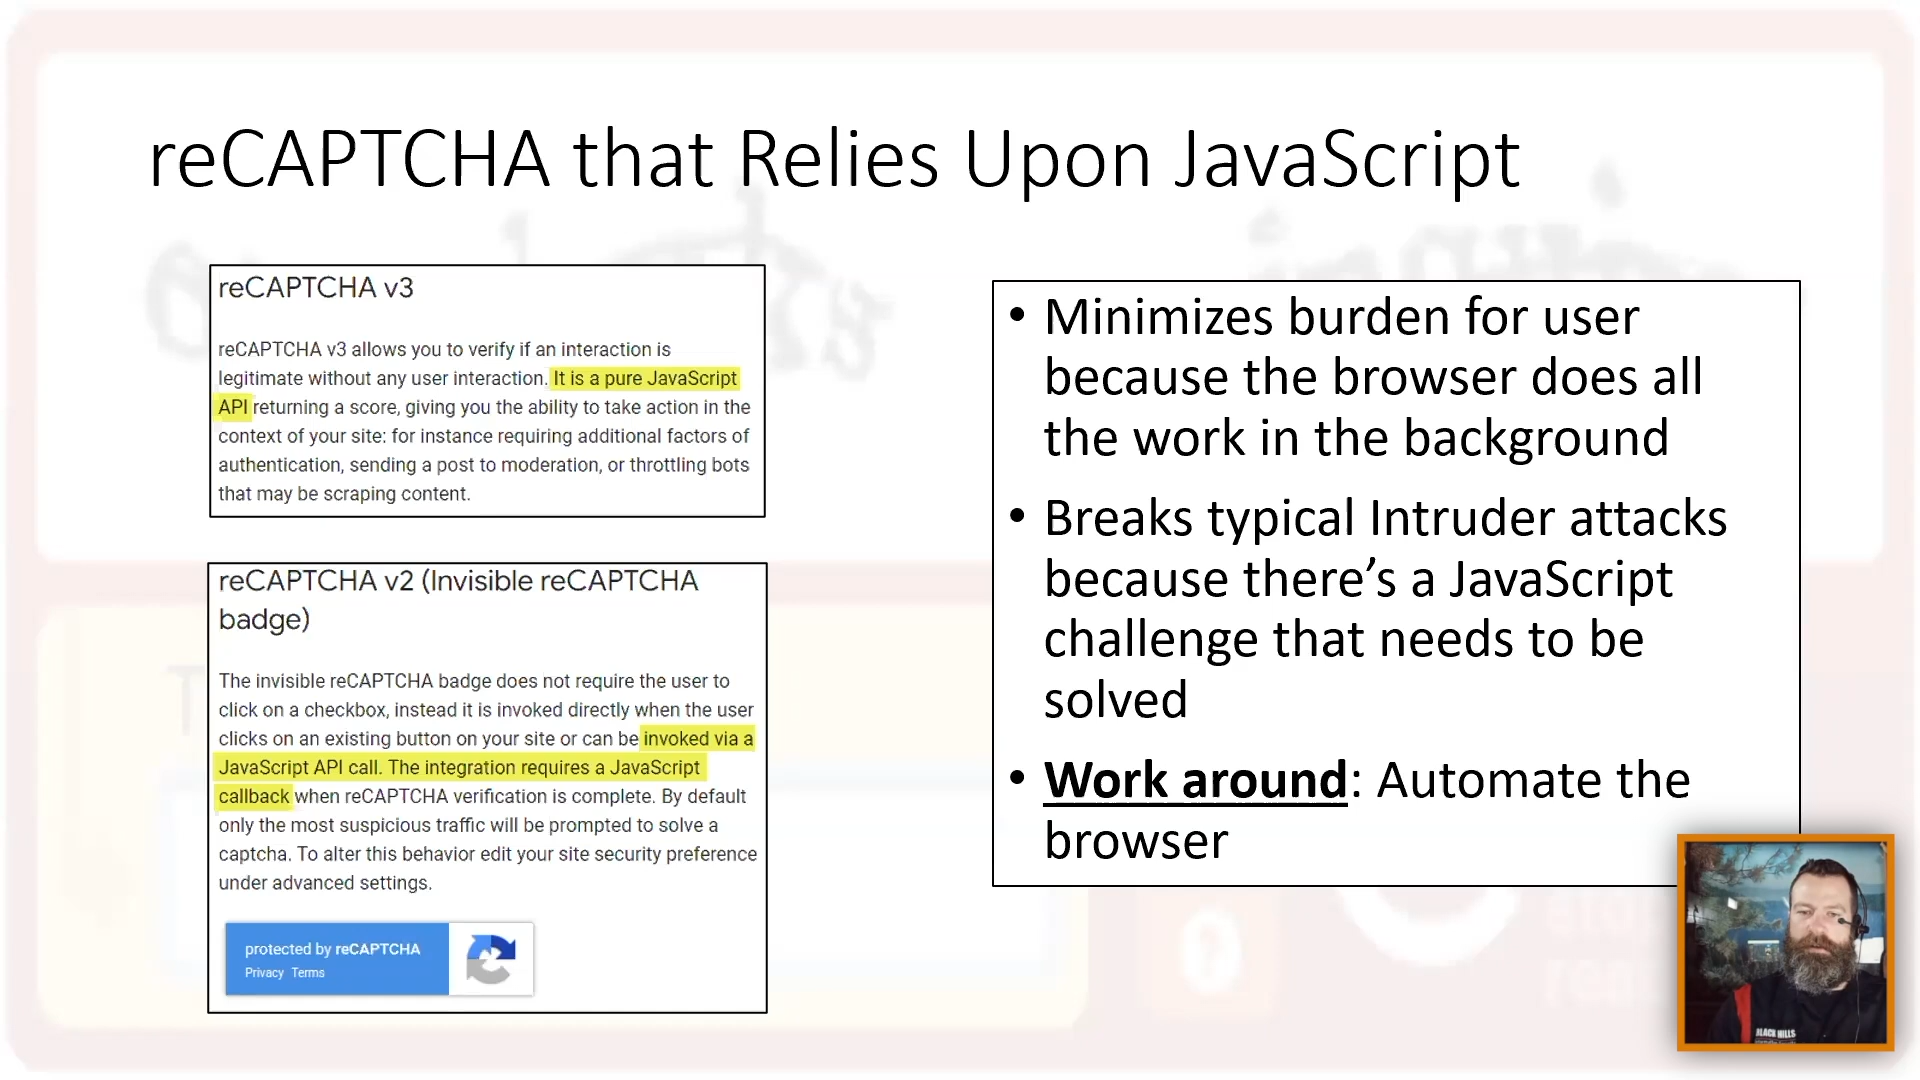 reCAPTCHA that Relies Upon JavaScript
reCAPTCHA v3
reCAPTCHA v3 allows you to verify if an interaction is
legitimate without any user interaction. It is a pure JavaScript
API returning a score, giving you the ability to take action in the
context of your site: for instance requiring additional factors of
authentication, sending a post to moderation, or throttling bots
that may be scraping content.
reCAPTCHA v2 (Invisible reCAPTCHA
badge)
The invisible reCAPTCHA badge does not require the user to
click on a checkbox, instead it is invoked directly when the user
clicks on an existing button on your site or can be invoked via a
JavaScript API call. The integration requires a JavaScript
callback when reCAPTCHA verification is complete. By default
only the most suspicious traffic will be prompted to solve a
captcha. To alter this behavior edit your site security preference
under advanced settings.
protected by reCAPTCHA
Privacy Terms
• Minimizes burden for user
because the browser does all
the work in the background
• Breaks typical Intruder attacks
because there’s a JavaScript
challenge that needs to be
solved
• Work around: Automate the
browser
BLACK HILLS